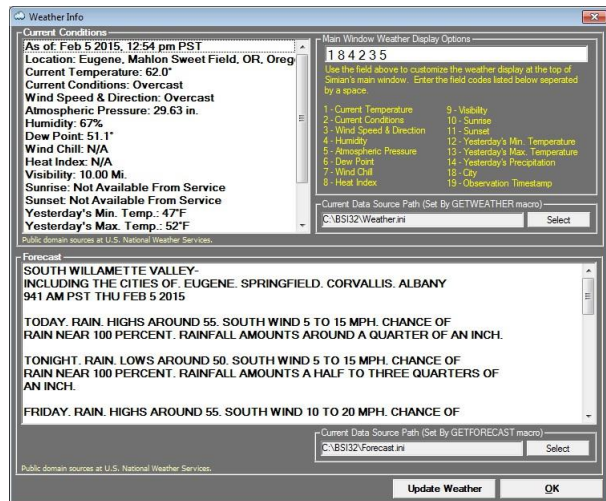 Weather Info
Current Conditions
As of: Feb 5 2015, 12:54 pm PST
Location: Eugene, Mahlon Sweet Field, OR, Oreg
Current Temperature: 62.0°
Current Conditions: Overcast
Wind Speed & Direction: Overcast
Atmospheric Pressure: 29.63 in.
Humidity: 67%
Dew Point: 51.1°
Wind Chill: N/A
Heat Index: N/A
Visibility: 10.00 Mi.
Sunrise: Not Available From Service
Sunset: Not Available From Service
Yesterday's Min. Temp.: 47°F
Yesterday's Max. Temp.: 52°F
Public domain sources at U.S. National Weather Services.
Main Window Weather Display Options
1 8 4 2 3 5
Use the field above to customize the weather display at the top of
Simian's main window. Enter the field codes listed below seperated
by a space.
1 - Current Temperature
2 - Current Conditions
3 - Wind Speed & Direction
4 - Humidity
5 - Atmospheric Pressure
6 - Dew Point
7 - Wind Chill
8 - Heat Index
9 - Visibility
10 - Sunrise
11 - Sunset
12 - Yesterday's Min. Temperature
13 - Yesterday's Max. Temperature
14 - Yesterday's Precipitation
18 - City
19 - Observation Timestamp
Current Data Source Path (Set By GETWEATHER macro)
C:\BSI32\Weather.ini
Select
Forecast
SOUTH WILLAMETTE VALLEY-
INCLUDING THE CITIES OF. EUGENE. SPRINGFIELD. CORVALLIS. ALBANY
941 AM PST THU FEB 5 2015
TODAY. RAIN. HIGHS AROUND 55. SOUTH WIND 5 TO 15 MPH. CHANCE OF
RAIN NEAR 100 PERCENT. RAINFALL AMOUNTS AROUND A QUARTER OF AN INCH.
TONIGHT. RAIN. LOWS AROUND 50. SOUTH WIND 5 TO 15 MPH. CHANCE OF
RAIN NEAR 100 PERCENT. RAINFALL AMOUNTS A HALF TO THREE QUARTERS OF
AN INCH.
FRIDAY. RAIN. HIGHS AROUND 55. SOUTH WIND 10 TO 20 MPH. CHANCE OF
Current Data Source Path (Set By GETFORECAST macro)
C:\BSI32\Forecast.ini
Select
Public domain sources at U.S. National Weather Services.
Update Weather
OK